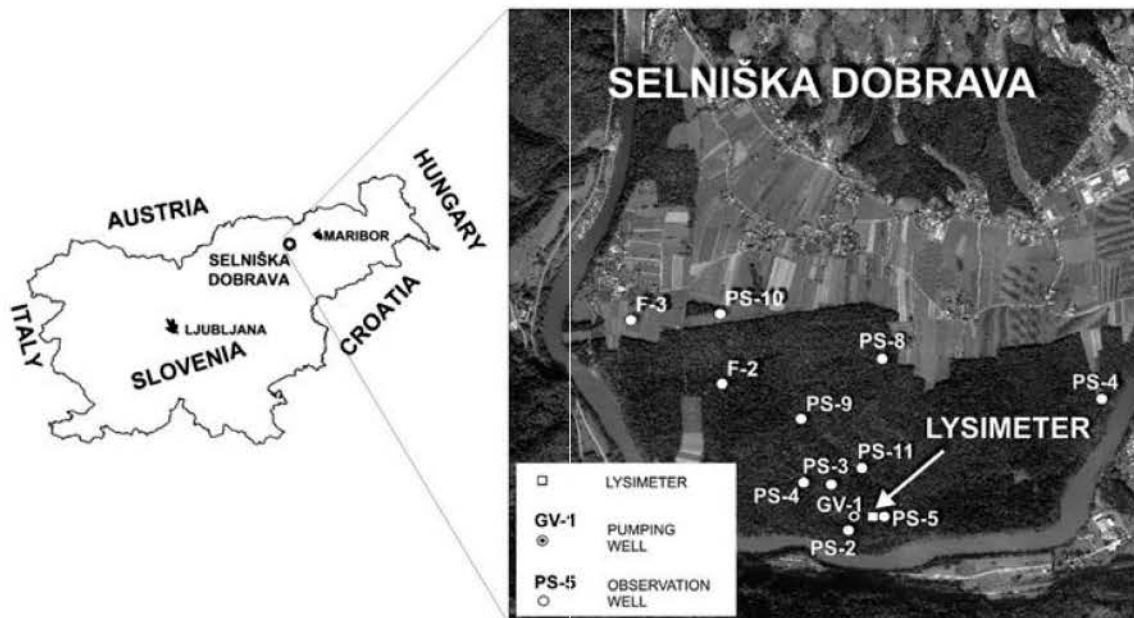 AUSTRIA
HUNGARY
MARIBOR
SELNIŠKA
DOBRAVA
ITALY
LJUBLJANA
SLOVENIA
CROATIA
SELNIŠKA DOBRAVA
F-3
PS-10
PS-8
F-2
PS-4
PS-9
LYSIMETER
PS-11
PS-3
PS-4
GV-1
PS-5
PS-2
LYSIMETER
GV-1
PUMPING
WELL
PS-5
OBSERVATION
WELL